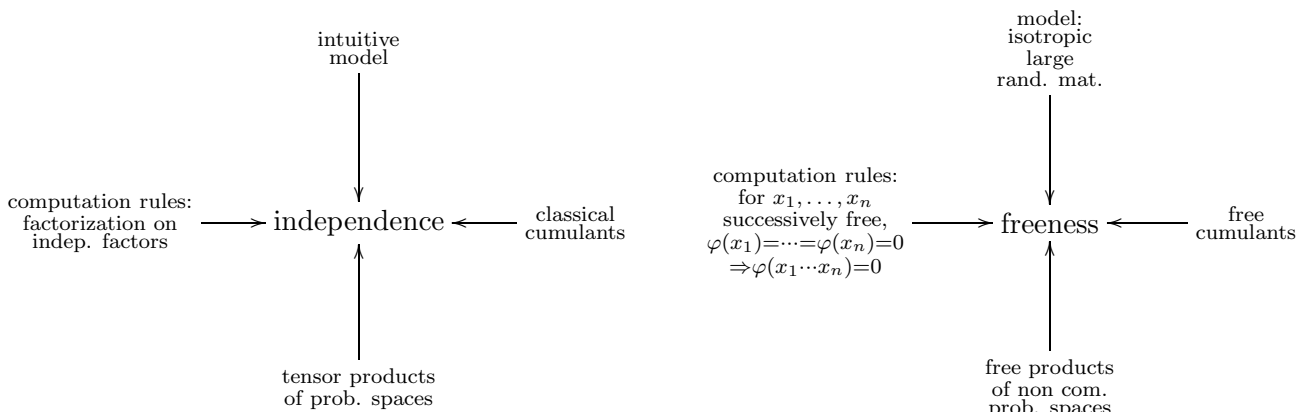 intuitive
model
computation rules:
factorization on
indep. factors
independence
classical
cumulants
tensor products
of prob. spaces
model:
isotropic
large
rand. mat.
computation rules:
for x₁, . . . , xₙ
successively free,
φ(x₁)=···=φ(xₙ)=0
⇒φ(x₁···xₙ)=0
freeness
free
cumulants
free products
of non com.
prob. spaces